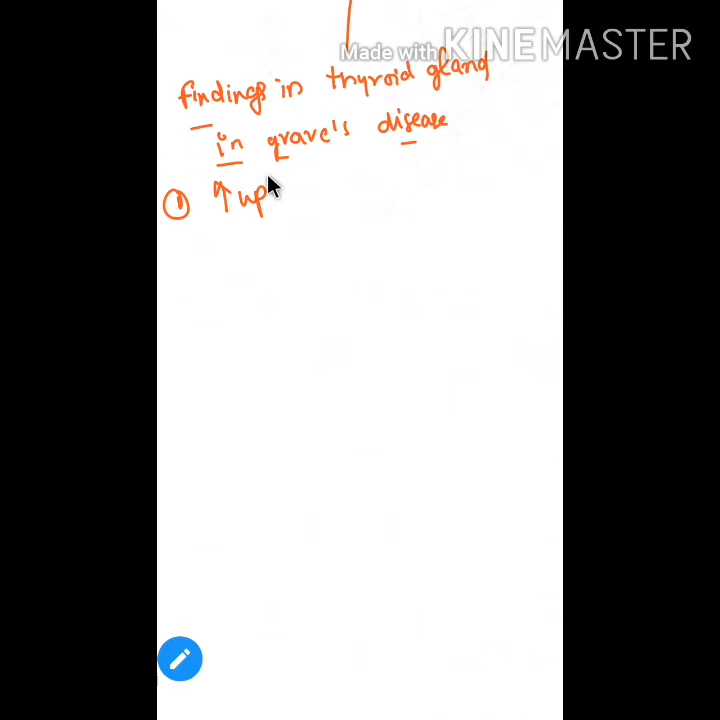 Made with KINEMASTER
findings in thyroid gland
in grave's disease
① ↑ up